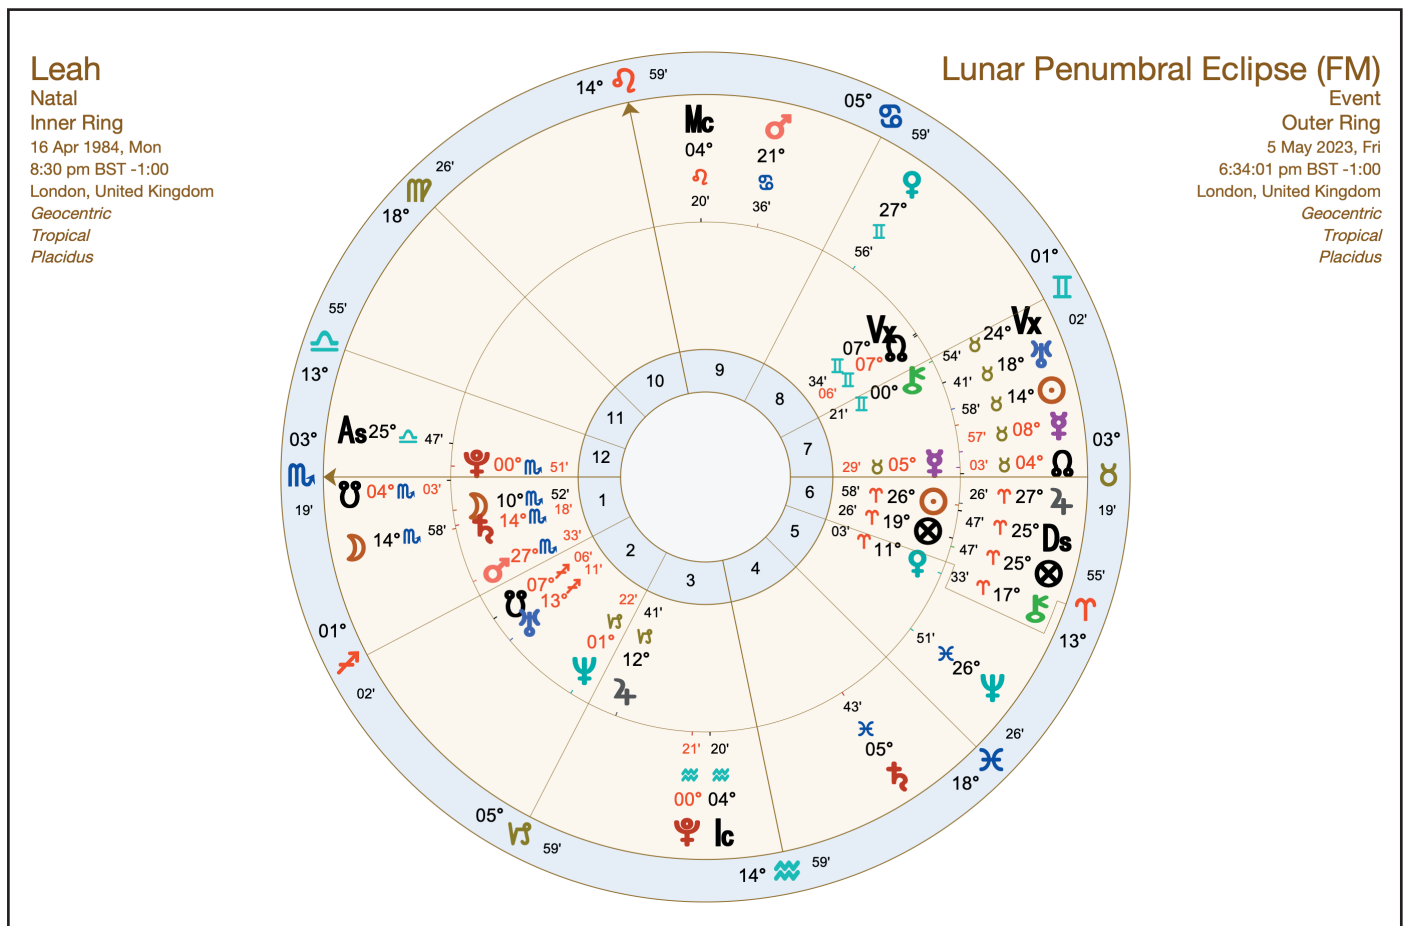 Leah
Natal
Inner Ring
16 Apr 1984, Mon
8:30 pm BST -1:00
London, United Kingdom
Geocentric
Tropical
Placidus
Lunar Penumbral Eclipse (FM)
Event
Outer Ring
5 May 2023, Fri
6:34:01 pm BST -1:00
London, United Kingdom
Geocentric
Tropical
Placidus
14° ♌ 59'
05° ♋ 59'
01° ♊ 02'
03° ♉ 19'
13° ♈ 55'
18° ♓ 26'
14° ♒ 59'
05° ♑ 59'
01° ♐ 02'
03° ♏ 19'
13° ♎ 55'
18° ♍ 26'
Mc 04° ♌ 20'
♂ 21° ♋ 36'
♀ 27° ♊ 56'
Vx 24° ♉ 54'
♅ 18° ♉ 41'
☉ 14° ♉ 58'
☿ 08° ♉ 57'
☊ 04° ♉ 03'
♃ 27° ♈ 26'
Ds 25° ♈ 47'
⊗ 25° ♈ 47'
⚷ 17° ♈ 33'
♆ 26° ♓ 51'
♄ 05° ♓ 43'
Ic 04° ♒ 20'
♇ 00° ♒ 21'
☽ 14° ♏ 58'
☋ 04° ♏ 03'
As 25° ♎ 47'
Vx 07° ♊ 34'
☊ 07° ♊ 06'
⚷ 00° ♊ 21'
☿ 05° ♉ 29'
☉ 26° ♈ 58'
⊗ 19° ♈ 26'
♀ 11° ♈ 03'
♃ 12° ♑ 41'
♆ 01° ♑ 22'
♅ 13° ♐ 11'
☋ 07° ♐ 06'
♂ 27° ♏ 33'
♄ 14° ♏ 18'
☽ 10° ♏ 52'
♇ 00° ♏ 51'
1
2
3
4
5
6
7
8
9
10
11
12